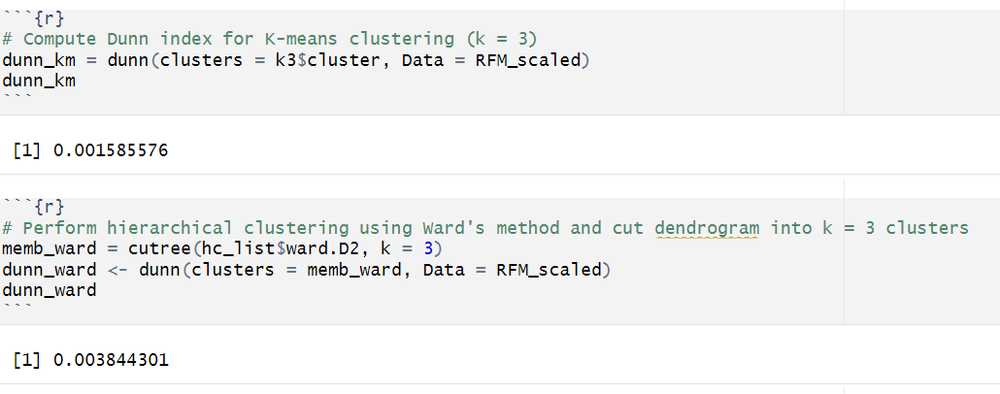 ```{r}
# Compute Dunn index for K-means clustering (k = 3)
dunn_km = dunn(clusters = k3$cluster, Data = RFM_scaled)
dunn_km
```
[1] 0.001585576
```{r}
# Perform hierarchical clustering using Ward's method and cut dendrogram into k = 3 clusters
memb_ward = cutree(hc_list$ward.D2, k = 3)
dunn_ward <- dunn(clusters = memb_ward, Data = RFM_scaled)
dunn_ward
```
[1] 0.003844301